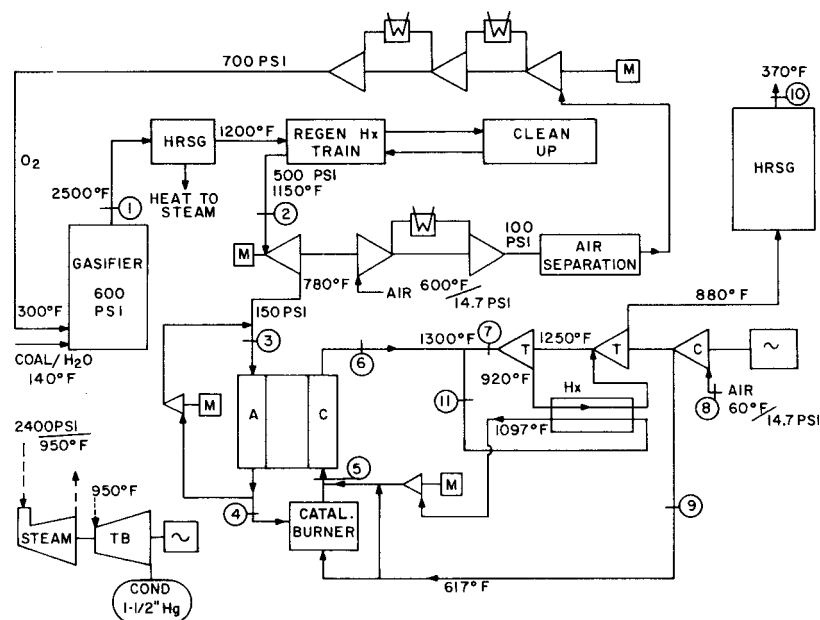 700 PSI
W
W
M
370°F
10
HRSG
1200°F
REGEN Hx
TRAIN
CLEAN
UP
HRSG
O2
2500°F
HEAT TO
STEAM
500 PSI
1150°F
1
2
GASIFIER
600
PSI
M
W
100
PSI
AIR
SEPARATION
780°F
AIR
600°F/14.7 PSI
880°F
300°F
150 PSI
COAL/H2O
140°F
3
6
1300°F
7
T
1250°F
T
C
~
920°F
Hx
M
A
C
11
1097°F
8
AIR
60°F/14.7 PSI
2400PSI
950°F
5
M
950°F
4
CATAL.
BURNER
9
STEAM
TB
~
617°F
COND
1-1/2" Hg